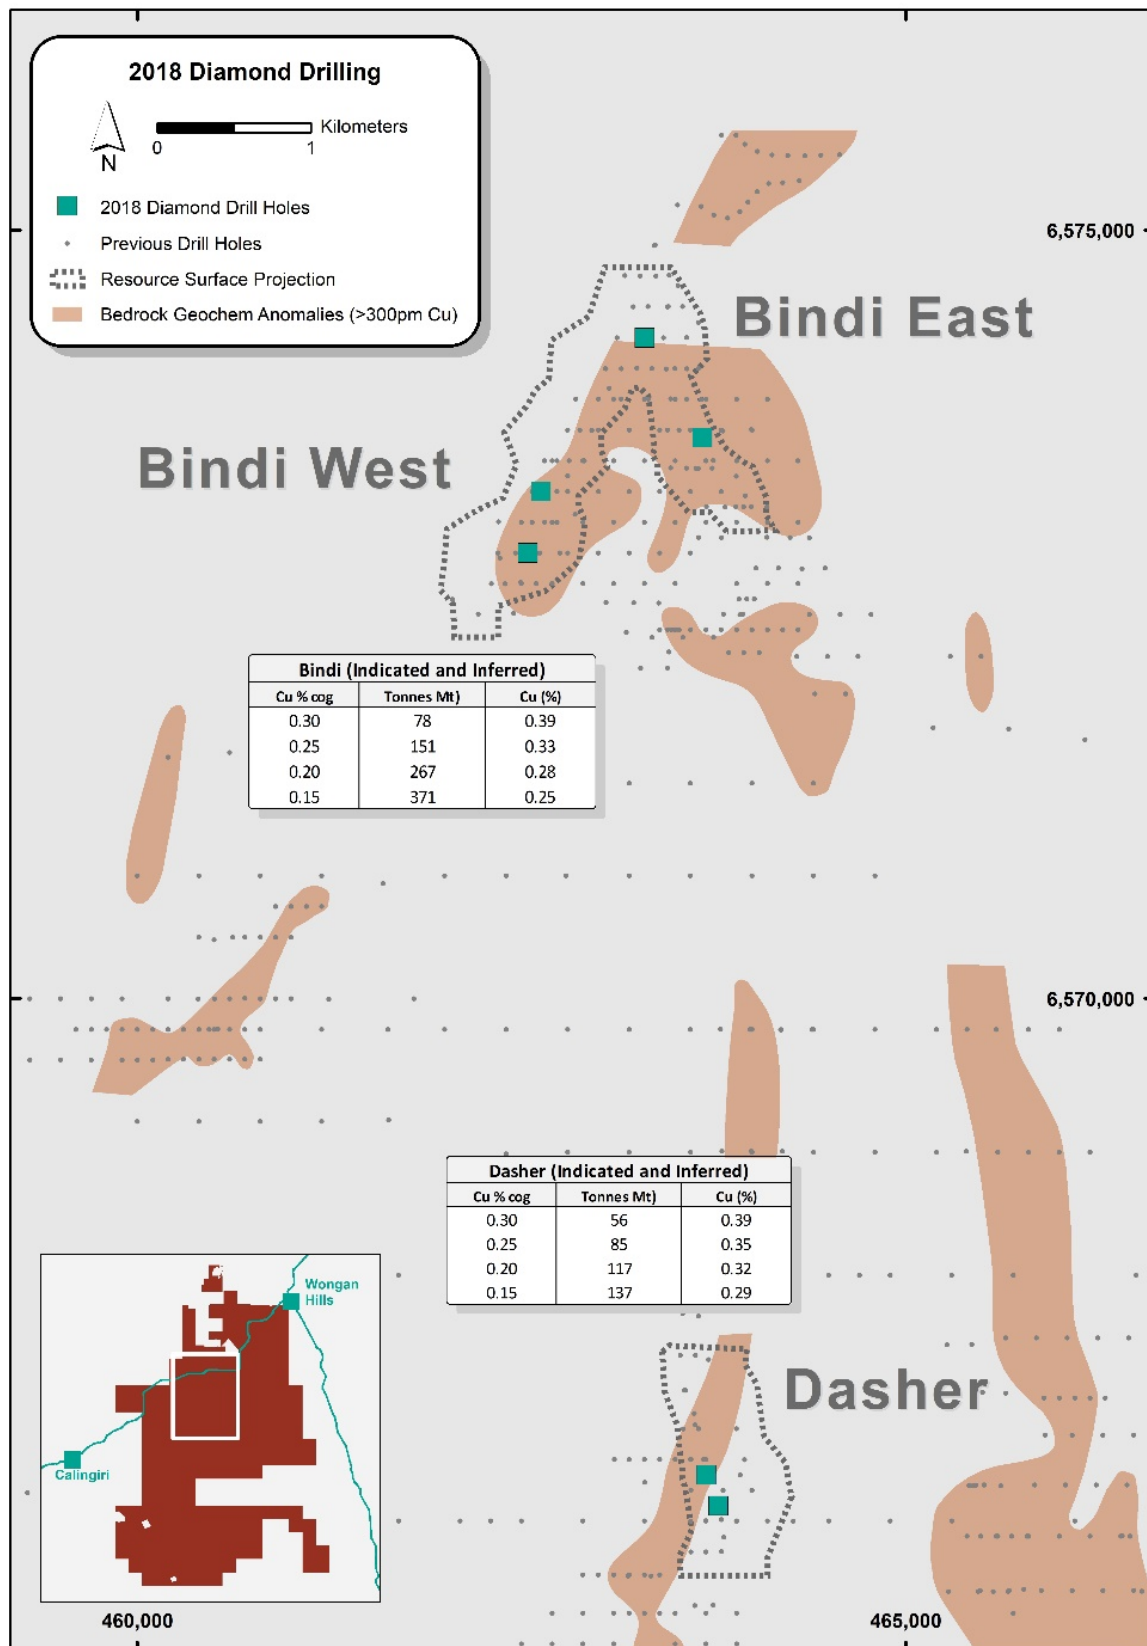 2018 Diamond Drilling
Kilometers
0 1
N
2018 Diamond Drill Holes
Previous Drill Holes
Resource Surface Projection
Bedrock Geochem Anomalies (>300pm Cu)
6,575,000
Bindi East
Bindi West
Bindi (Indicated and Inferred)
Cu % cog Tonnes Mt) Cu (%)
0.30 78 0.39
0.25 151 0.33
0.20 267 0.28
0.15 371 0.25
6,570,000
Dasher (Indicated and Inferred)
Cu % cog Tonnes Mt) Cu (%)
0.30 56 0.39
0.25 85 0.35
0.20 117 0.32
0.15 137 0.29
Wongan
Hills
Dasher
Calingiri
460,000 465,000